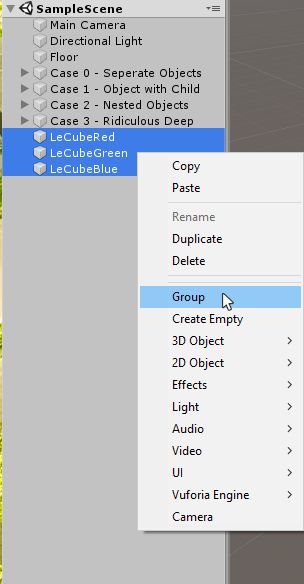 SampleScene
Main Camera
Directional Light
Floor
Case 0 - Seperate Objects
Case 1 - Object with Child
Case 2 - Nested Objects
Case 3 - Ridiculous Deep
LeCubeRed
LeCubeGreen
LeCubeBlue
Copy
Paste
Rename
Duplicate
Delete
Group
Create Empty
3D Object
2D Object
Effects
Light
Audio
Video
UI
Vuforia Engine
Camera